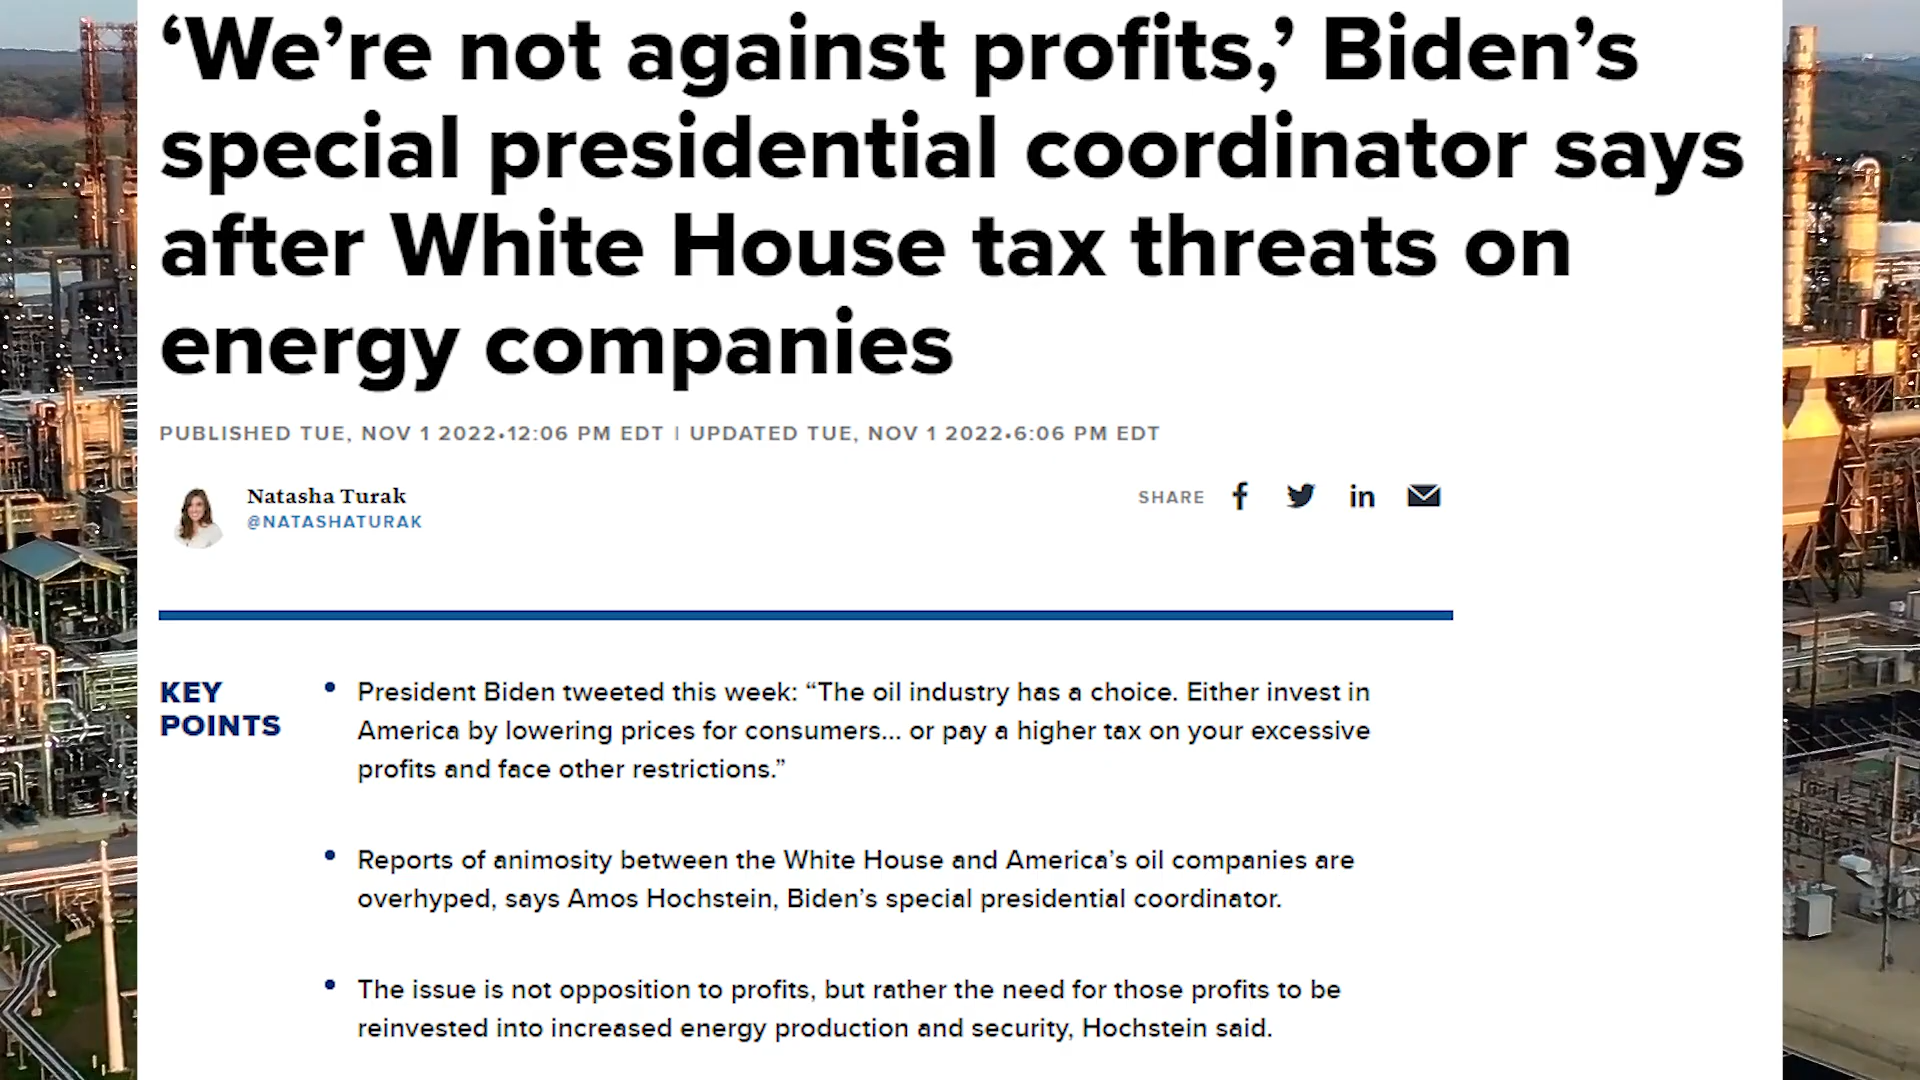 ‘We’re not against profits,’ Biden’s
special presidential coordinator says
after White House tax threats on
energy companies
PUBLISHED TUE, NOV 1 2022•12:06 PM EDT | UPDATED TUE, NOV 1 2022•6:06 PM EDT
Natasha Turak
@NATASHATURAK
SHARE
KEY
POINTS
• President Biden tweeted this week: “The oil industry has a choice. Either invest in
America by lowering prices for consumers... or pay a higher tax on your excessive
profits and face other restrictions.”
• Reports of animosity between the White House and America’s oil companies are
overhyped, says Amos Hochstein, Biden’s special presidential coordinator.
• The issue is not opposition to profits, but rather the need for those profits to be
reinvested into increased energy production and security, Hochstein said.